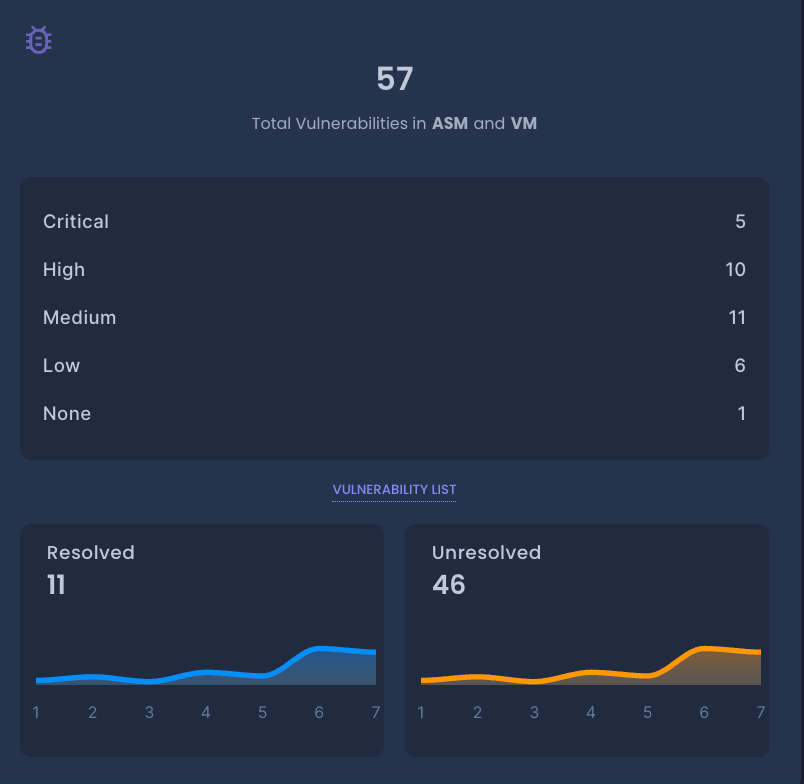 57
Total Vulnerabilities in ASM and VM
Critical 5
High 10
Medium 11
Low 6
None 1
VULNERABILITY LIST
Resolved
11
1 2 3 4 5 6 7
Unresolved
46
1 2 3 4 5 6 7